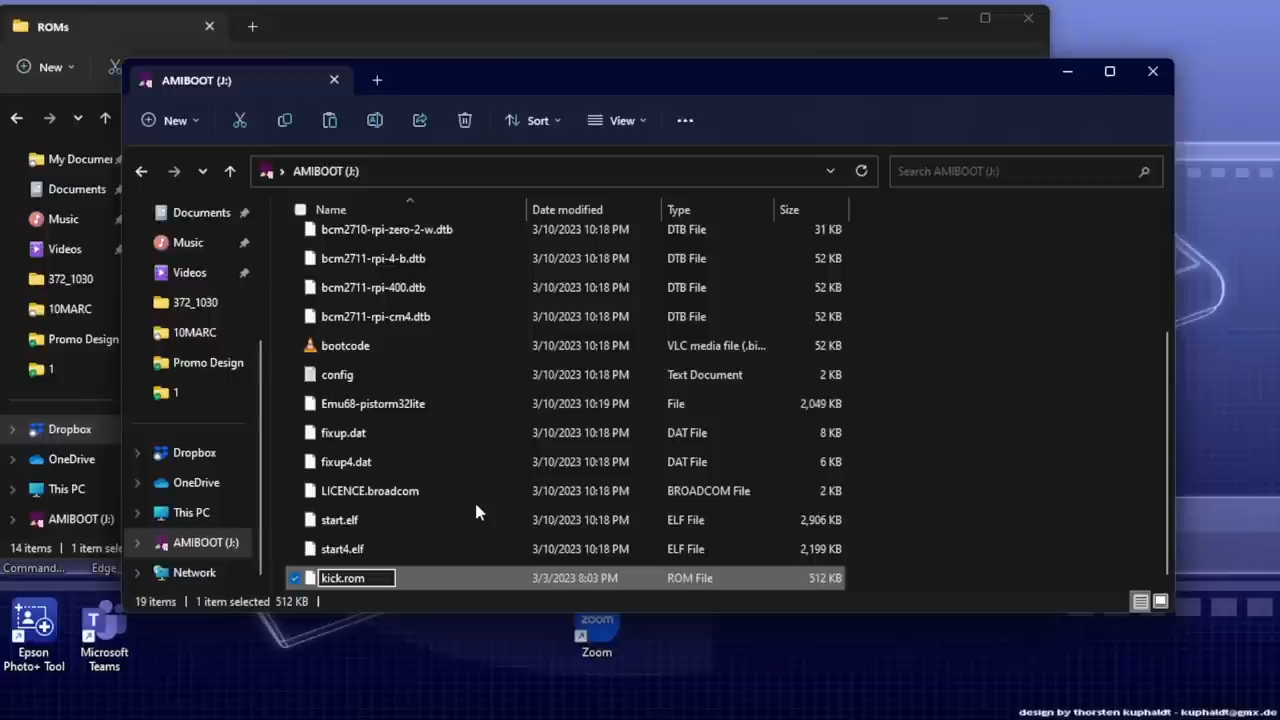 ROMs
New
AMIBOOT (J:)
New
Sort
View
AMIBOOT (J:)
Search AMIBOOT (J:)
My Documen
Documents
Music
Videos
372_1030
10MARC
Promo Design
1
Dropbox
OneDrive
This PC
AMIBOOT (J:)
14 items
1 item sele
Documents
Music
Videos
372_1030
10MARC
Promo Design
1
Dropbox
OneDrive
This PC
AMIBOOT (J:)
Network
Name Date modified Type Size
bcm2710-rpi-zero-2-w.dtb 3/10/2023 10:18 PM DTB File 31 KB
bcm2711-rpi-4-b.dtb 3/10/2023 10:18 PM DTB File 52 KB
bcm2711-rpi-400.dtb 3/10/2023 10:18 PM DTB File 52 KB
bcm2711-rpi-cm4.dtb 3/10/2023 10:18 PM DTB File 52 KB
bootcode 3/10/2023 10:18 PM VLC media file (.bi... 52 KB
config 3/10/2023 10:18 PM Text Document 2 KB
Emu68-pistorm32lite 3/10/2023 10:19 PM File 2,049 KB
fixup.dat 3/10/2023 10:18 PM DAT File 8 KB
fixup4.dat 3/10/2023 10:18 PM DAT File 6 KB
LICENCE.broadcom 3/10/2023 10:18 PM BROADCOM File 2 KB
start.elf 3/10/2023 10:18 PM ELF File 2,906 KB
start4.elf 3/10/2023 10:18 PM ELF File 2,199 KB
kick.rom 3/3/2023 8:03 PM ROM File 512 KB
19 items 1 item selected 512 KB
Command... Edge
Epson
Photo+ Tool
Microsoft
Teams
zoom
Zoom
design by thorsten kuphaldt - kuphaldt@gmx.de